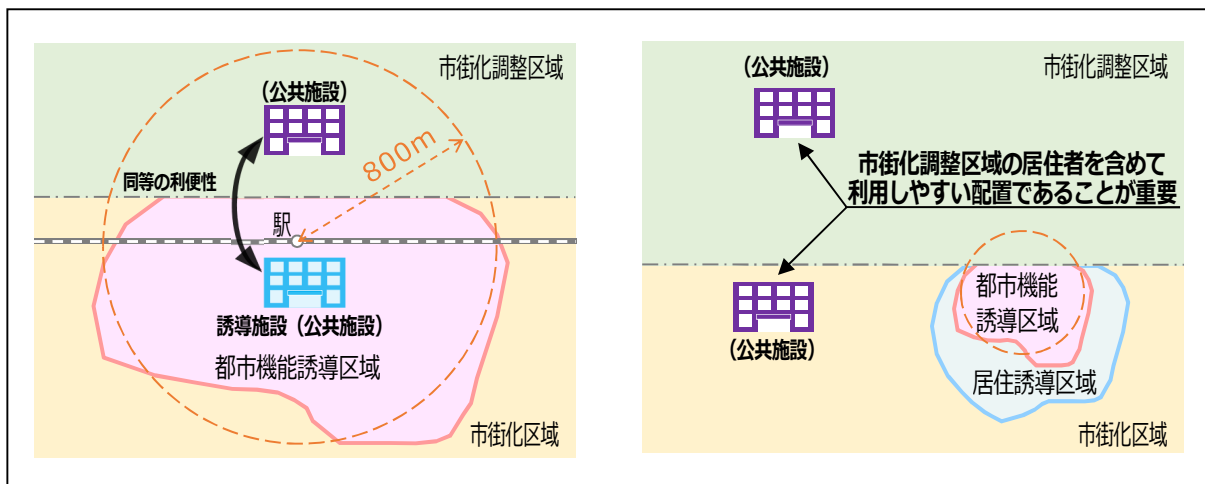 市街化調整区域
(公共施設)
800m
同等の利便性
駅
誘導施設(公共施設)
都市機能誘導区域
市街化区域
(公共施設)
市街化調整区域
市街化調整区域の居住者を含めて
利用しやすい配置であることが重要
都市機能
誘導区域
(公共施設)
居住誘導区域
市街化区域